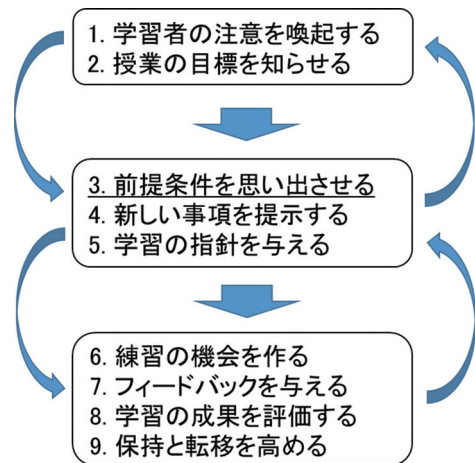 1. 学習者の注意を喚起する
2. 授業の目標を知らせる
3. 前提条件を思い出させる
4. 新しい事項を提示する
5. 学習の指針を与える
6. 練習の機会を作る
7. フィードバックを与える
8. 学習の成果を評価する
9. 保持と転移を高める